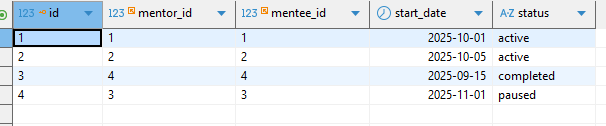 123 id 123 mentor_id 123 mentee_id start_date A-Z status
1 1 1 2025-10-01 active
2 2 2 2025-10-05 active
3 4 4 2025-09-15 completed
4 3 3 2025-11-01 paused